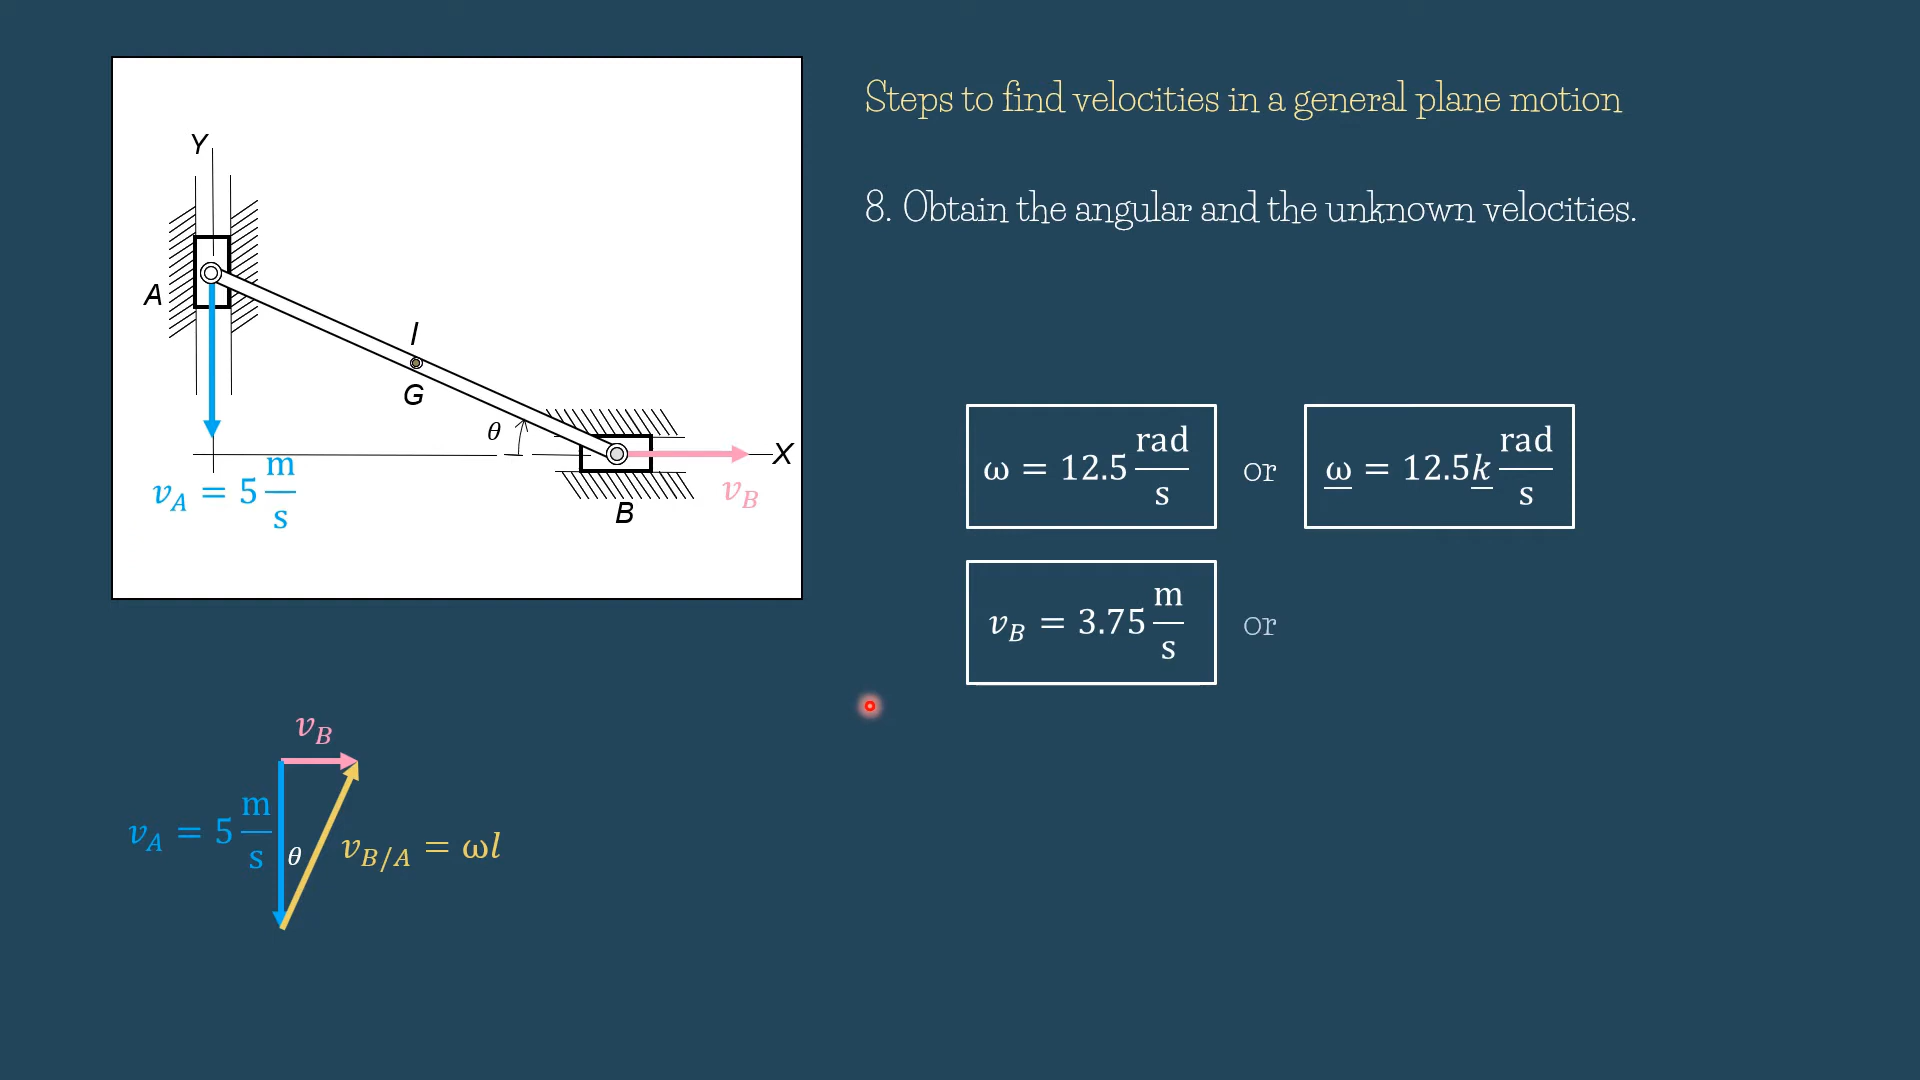 Steps to find velocities in a general plane motion
8. Obtain the angular and the unknown velocities.
Y
A
l
G
θ
X
B
v_A = 5 m/s
v_B
ω = 12.5 rad/s or ω = 12.5k rad/s
v_B = 3.75 m/s or
v_B
v_A = 5 m/s
θ
v_B/A = ωl